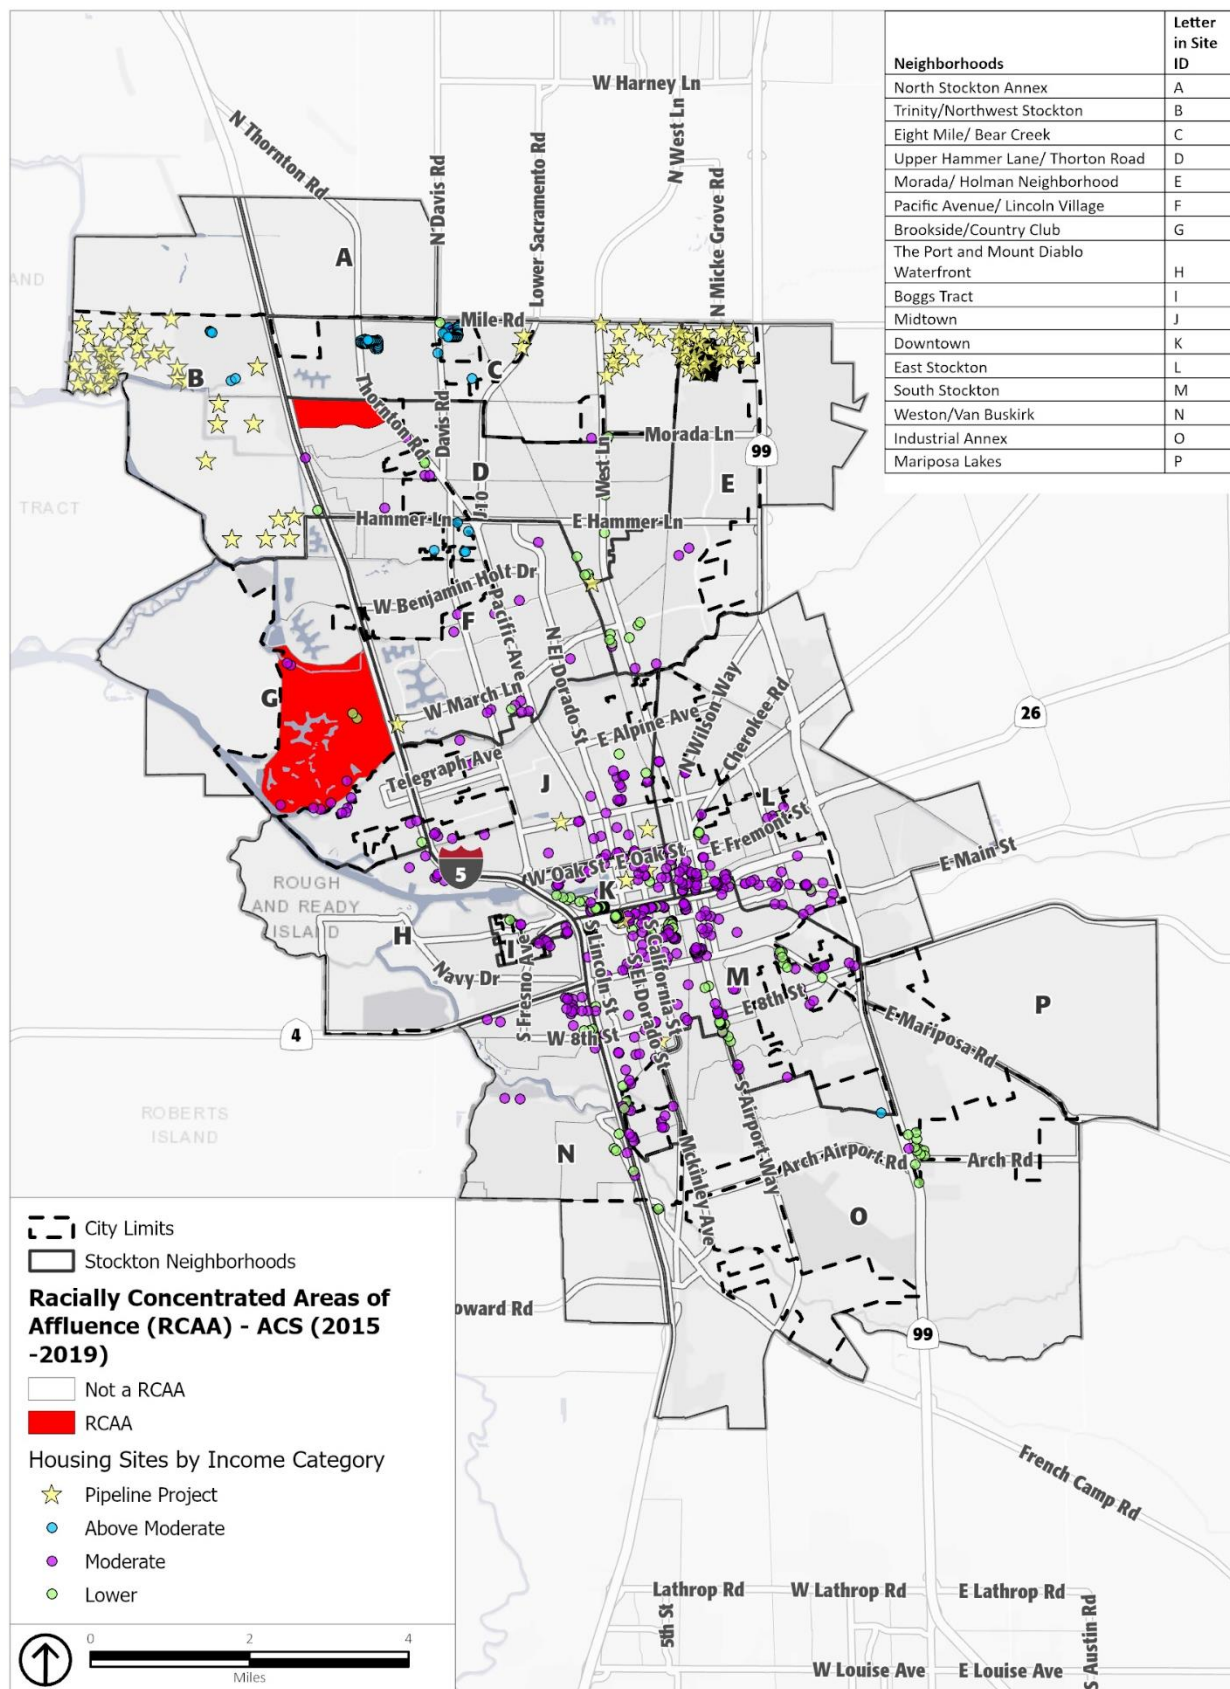 Neighborhoods
Letter
in Site
ID
North Stockton Annex A
Trinity/Northwest Stockton B
Eight Mile/ Bear Creek C
Upper Hammer Lane/ Thorton Road D
Morada/ Holman Neighborhood E
Pacific Avenue/ Lincoln Village F
Brookside/Country Club G
The Port and Mount Diablo
Waterfront H
Boggs Tract I
Midtown J
Downtown K
East Stockton L
South Stockton M
Weston/Van Buskirk N
Industrial Annex O
Mariposa Lakes P
W Harney Ln
N Thornton Rd
N Davis Rd
Lower Sacramento Rd
N West Ln
N Micke Grove Rd
A
AND
Mile Rd
B
C
Thornton Rd
Davis Rd
West Ln
Morada Ln
99
D
E
TRACT
Hammer Ln
E Hammer Ln
W Benjamin Holt Dr
F
Pacific Ave
N El Dorado St
G
W March Ln
E Alpine Ave
N Wilson Way
Cherokee Rd
26
Telegraph Ave
J
L
E Fremont St
W Oak St
E Oak St
E Main St
5
K
ROUGH
AND READY
ISLAND
H
I
Navy Dr
S Fresno Ave
S Lincoln St
S California St
S El Dorado St
M
E 8th St
P
E Mariposa Rd
4
W 8th St
ROBERTS
ISLAND
N
S Airport Way
Mckinley Ave
Arch Airport Rd
Arch Rd
O
oward Rd
99
French Camp Rd
Lathrop Rd
W Lathrop Rd
E Lathrop Rd
5th St
S Austin Rd
W Louise Ave
E Louise Ave
City Limits
Stockton Neighborhoods
Racially Concentrated Areas of
Affluence (RCAA) - ACS (2015
-2019)
Not a RCAA
RCAA
Housing Sites by Income Category
Pipeline Project
Above Moderate
Moderate
Lower
0 2 4
Miles